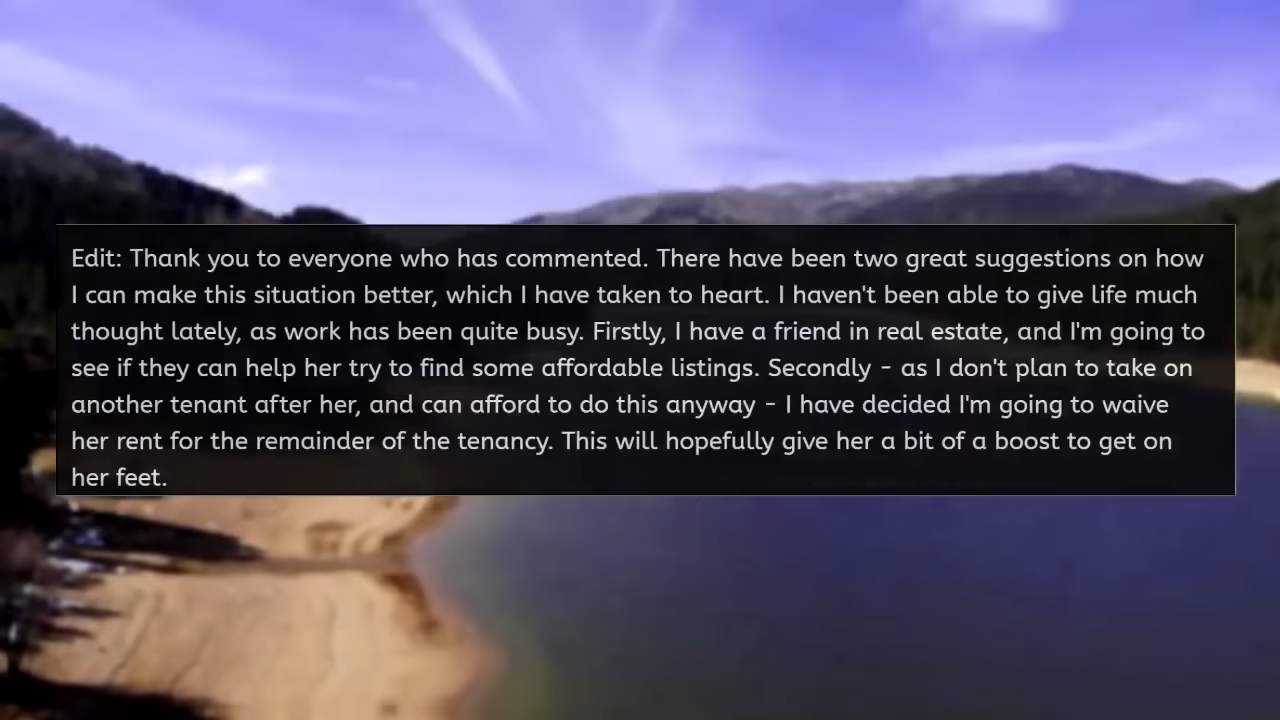 Edit: Thank you to everyone who has commented. There have been two great suggestions on how
I can make this situation better, which I have taken to heart. I haven't been able to give life much
thought lately, as work has been quite busy. Firstly, I have a friend in real estate, and I'm going to
see if they can help her try to find some affordable listings. Secondly - as I don't plan to take on
another tenant after her, and can afford to do this anyway - I have decided I'm going to waive
her rent for the remainder of the tenancy. This will hopefully give her a bit of a boost to get on
her feet.